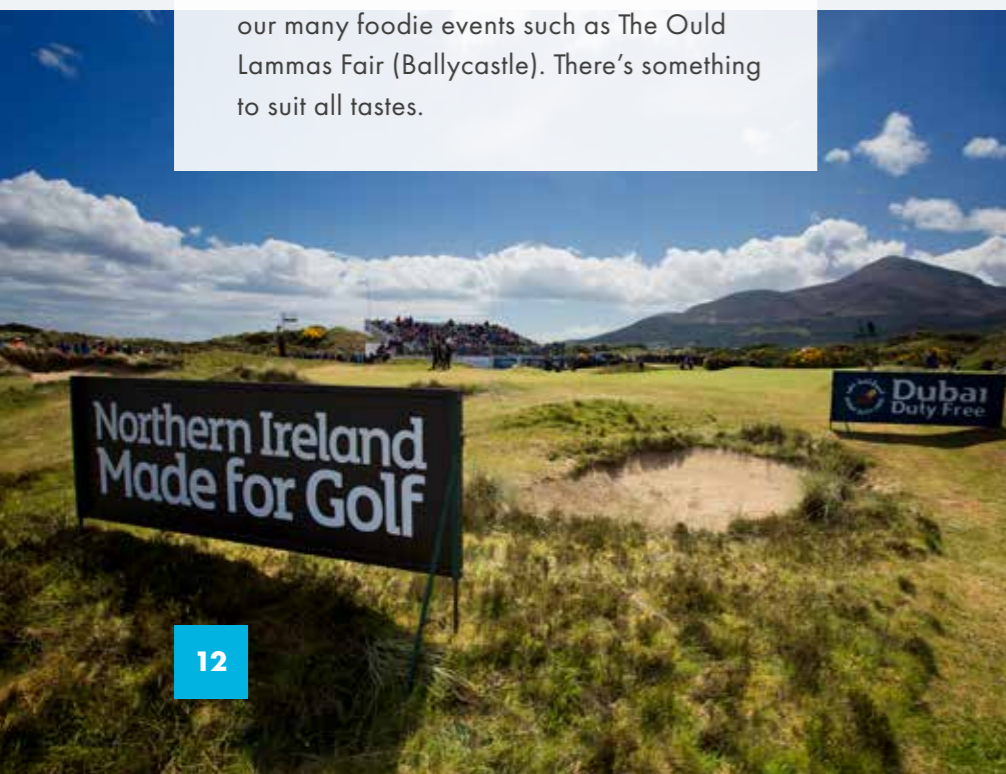 our many foodie events such as The Ould
Lammas Fair (Ballycastle). There’s something
to suit all tastes.
Northern Ireland
Made for Golf
Dubai
Duty Free
12